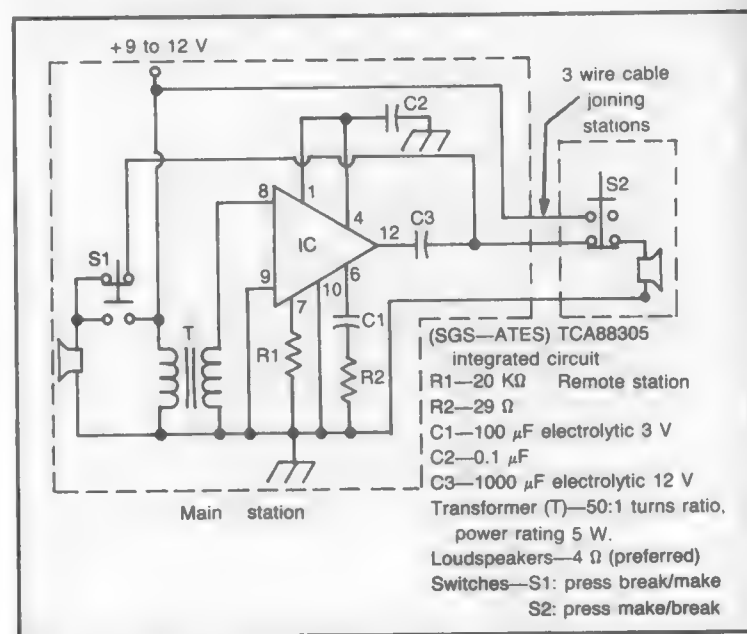 +9 to 12 V
3 wire cable
joining
stations
C2
S2
8
1
4
C3
12
IC
S1
9
6
7
10
T
C1
R1
R2
(SGS—ATES) TCA88305
integrated circuit
R1—20 KΩ Remote station
R2—29 Ω
C1—100 µF electrolytic 3 V
C2—0.1 µF
C3—1000 µF electrolytic 12 V
Main station
Transformer (T)—50:1 turns ratio,
power rating 5 W.
Loudspeakers—4 Ω (preferred)
Switches—S1: press break/make
S2: press make/break